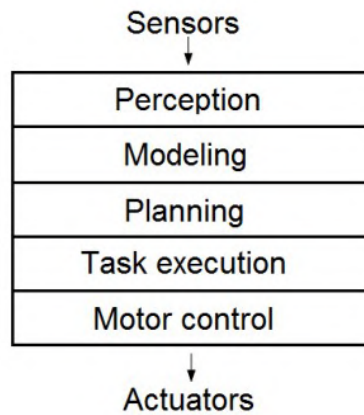 Sensors
Perception
Modeling
Planning
Task execution
Motor control
Actuators